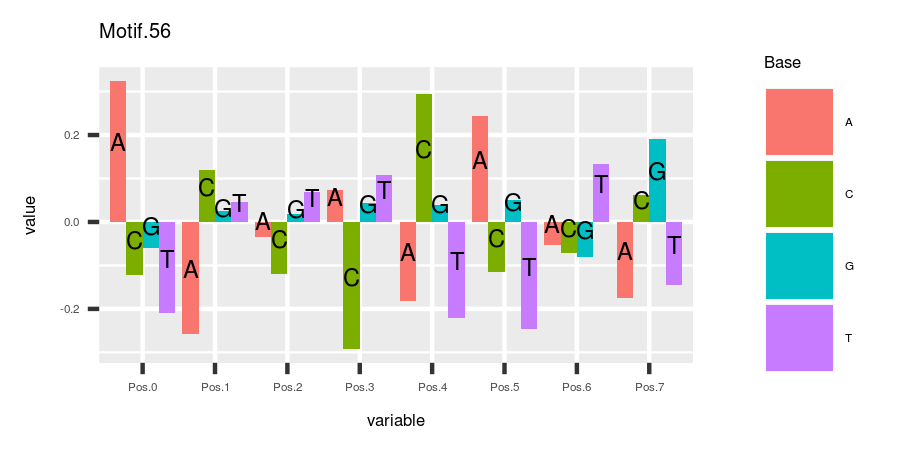 Motif.56
value
0.2
0.0
-0.2
A C G T
A C G T
A C G T
A C G T
A C G T
A C G T
A C G T
A C G T
Pos.0 Pos.1 Pos.2 Pos.3 Pos.4 Pos.5 Pos.6 Pos.7
variable
Base
A
C
G
T